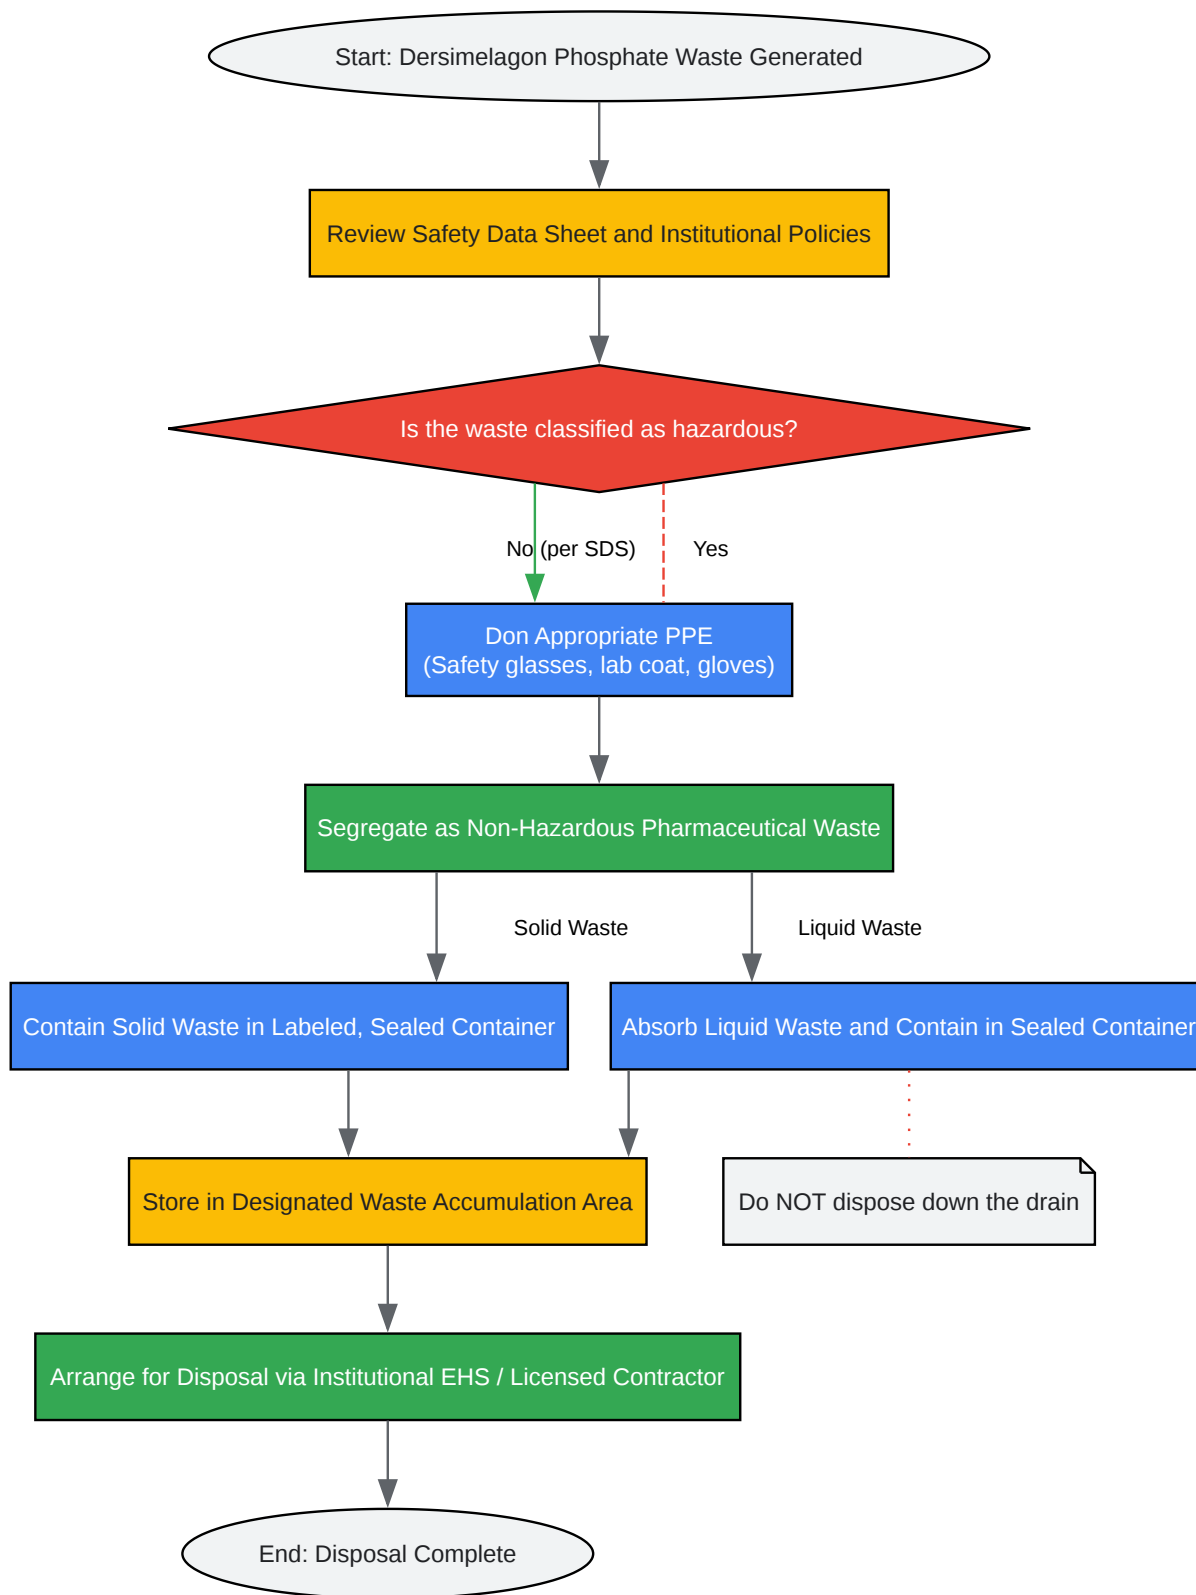 Start: Dersimelagon Phosphate Waste Generated
Review Safety Data Sheet and Institutional Policies
Is the waste classified as hazardous?
No (per SDS)
Yes
Don Appropriate PPE
(Safety glasses, lab coat, gloves)
Segregate as Non-Hazardous Pharmaceutical Waste
Solid Waste
Liquid Waste
Contain Solid Waste in Labeled, Sealed Container
Absorb Liquid Waste and Contain in Sealed Container
Store in Designated Waste Accumulation Area
Do NOT dispose down the drain
Arrange for Disposal via Institutional EHS / Licensed Contractor
End: Disposal Complete